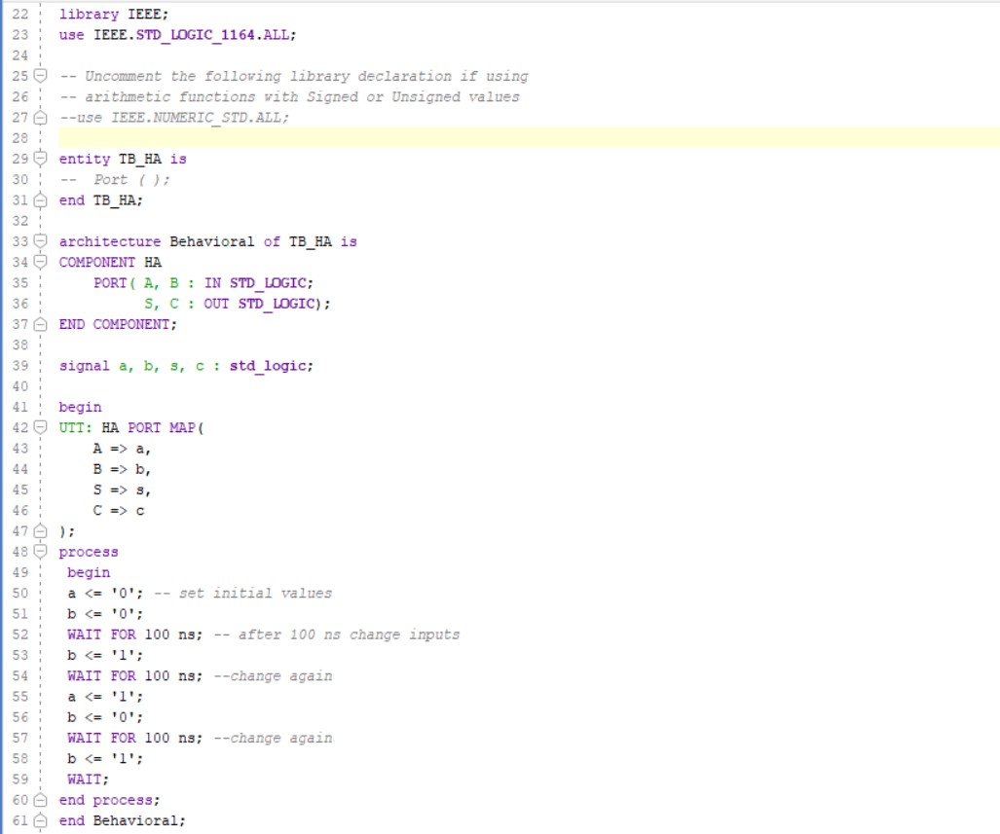 22 library IEEE;
23 use IEEE.STD_LOGIC_1164.ALL;
24
25 -- Uncomment the following library declaration if using
26 -- arithmetic functions with Signed or Unsigned values
27 --use IEEE.NUMERIC_STD.ALL;
28
29 entity TB_HA is
30 --  Port ( );
31 end TB_HA;
32
33 architecture Behavioral of TB_HA is
34 COMPONENT HA
35     PORT( A, B : IN STD_LOGIC;
36           S, C : OUT STD_LOGIC);
37 END COMPONENT;
38
39 signal a, b, s, c : std_logic;
40
41 begin
42 UTT: HA PORT MAP(
43     A => a,
44     B => b,
45     S => s,
46     C => c
47 );
48 process
49  begin
50  a <= '0'; -- set initial values
51  b <= '0';
52  WAIT FOR 100 ns; -- after 100 ns change inputs
53  b <= '1';
54  WAIT FOR 100 ns; --change again
55  a <= '1';
56  b <= '0';
57  WAIT FOR 100 ns; --change again
58  b <= '1';
59  WAIT;
60 end process;
61 end Behavioral;